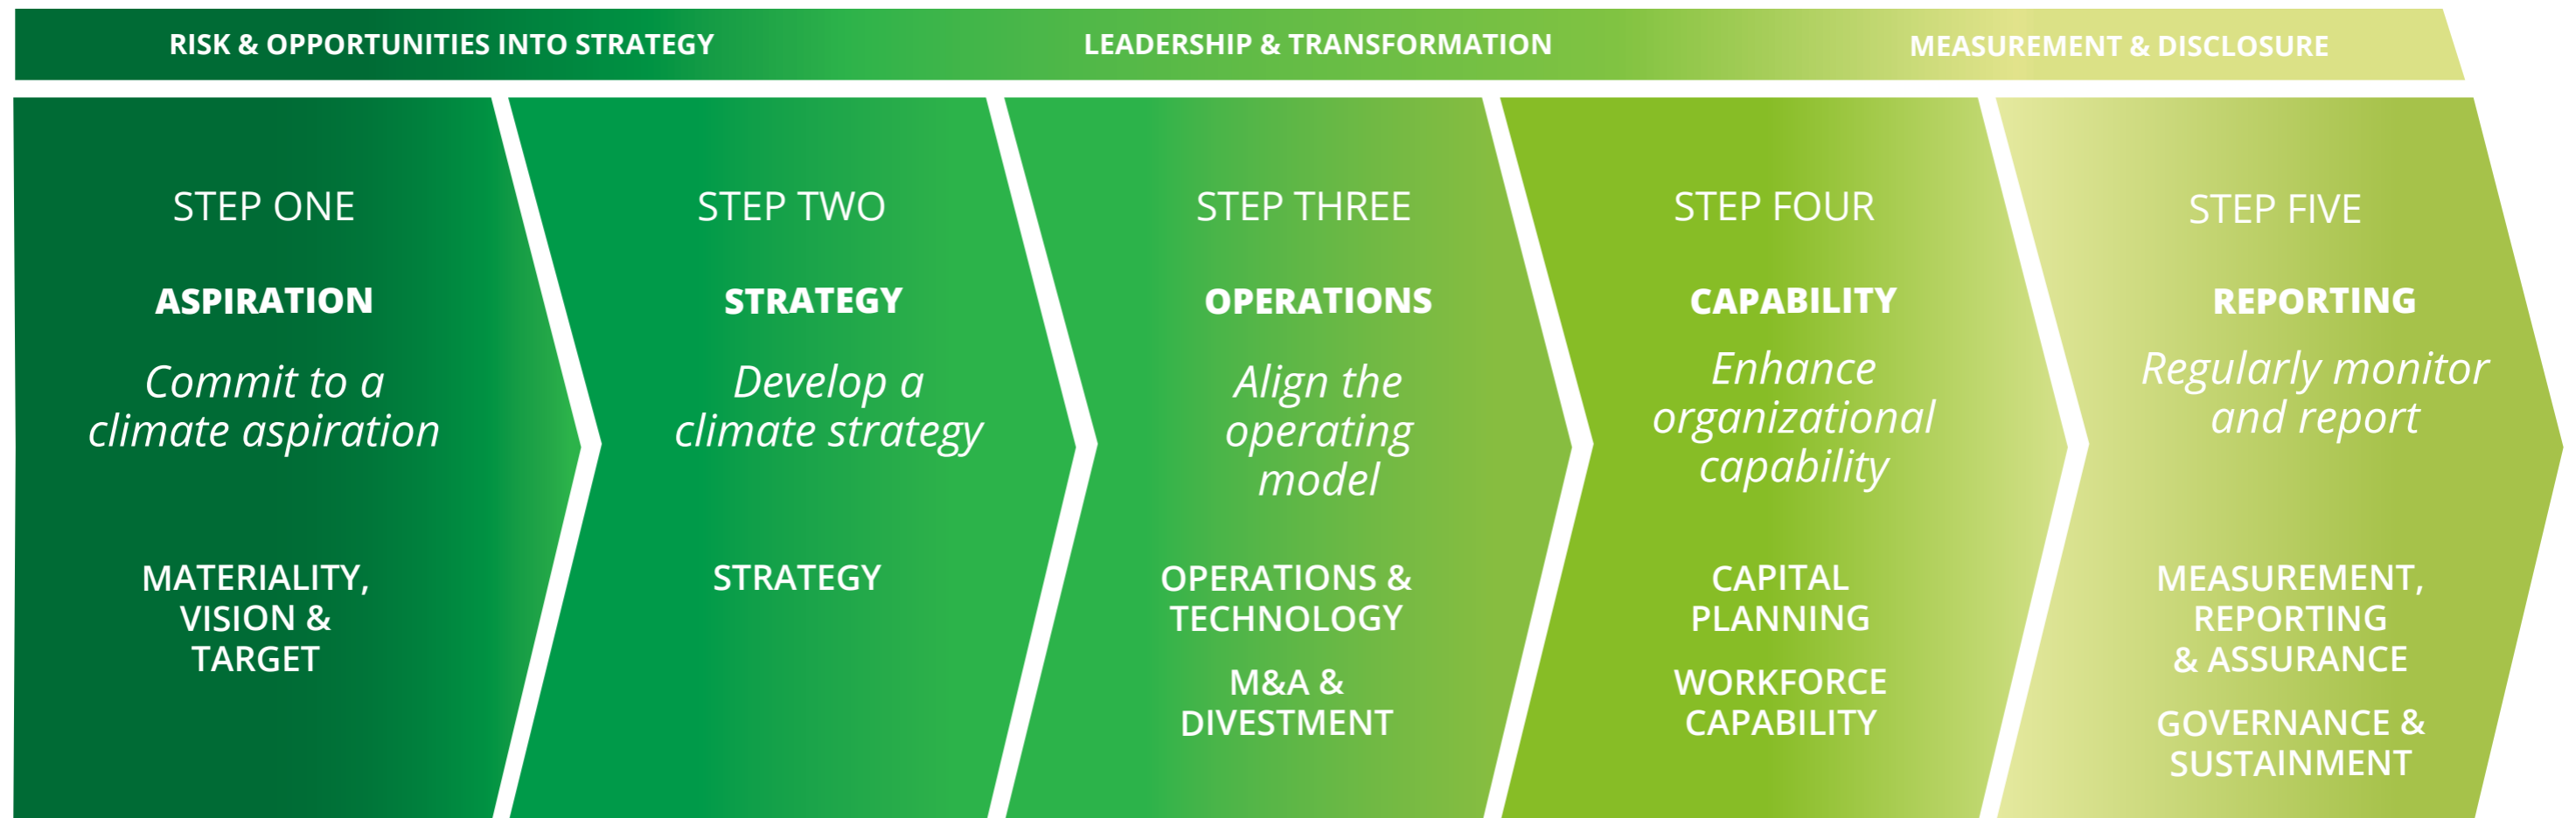 RISK & OPPORTUNITIES INTO STRATEGY
LEADERSHIP & TRANSFORMATION
MEASUREMENT & DISCLOSURE
STEP ONE
ASPIRATION
Commit to a
climate aspiration
MATERIALITY,
VISION &
TARGET
STEP TWO
STRATEGY
Develop a
climate strategy
STRATEGY
STEP THREE
OPERATIONS
Align the
operating
model
OPERATIONS &
TECHNOLOGY
M&A &
DIVESTMENT
STEP FOUR
CAPABILITY
Enhance
organizational
capability
CAPITAL
PLANNING
WORKFORCE
CAPABILITY
STEP FIVE
REPORTING
Regularly monitor
and report
MEASUREMENT,
REPORTING
& ASSURANCE
GOVERNANCE &
SUSTAINMENT